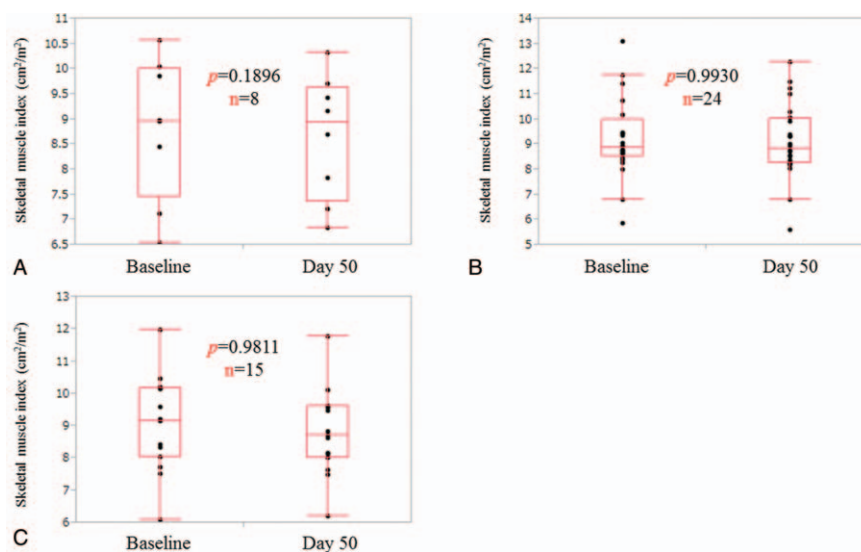 11
10.5
10
9.5
9
8.5
8
7.5
7
6.5
Skeletal muscle index (cm²/m²)
p=0.1896
n=8
Baseline
Day 50
A
14
13
12
11
10
9
8
7
6
5
Skeletal muscle index (cm²/m²)
p=0.9930
n=24
Baseline
Day 50
B
13
12
11
10
9
8
7
6
Skeletal muscle index (cm²/m²)
p=0.9811
n=15
Baseline
Day 50
C